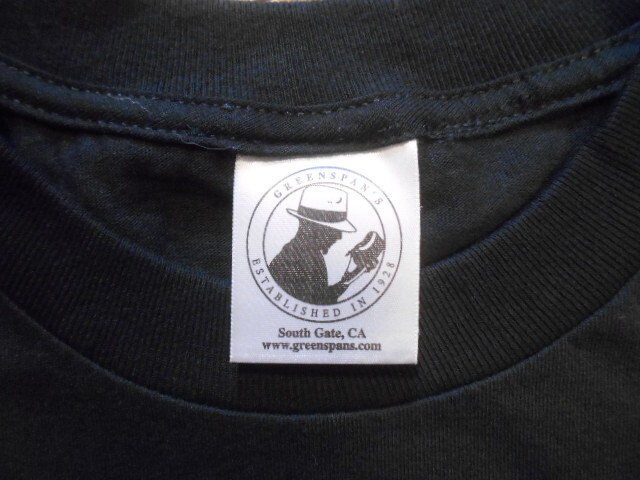 GREENSPAN'S
ESTABLISHED IN 1928
South Gate, CA
www.greenspans.com